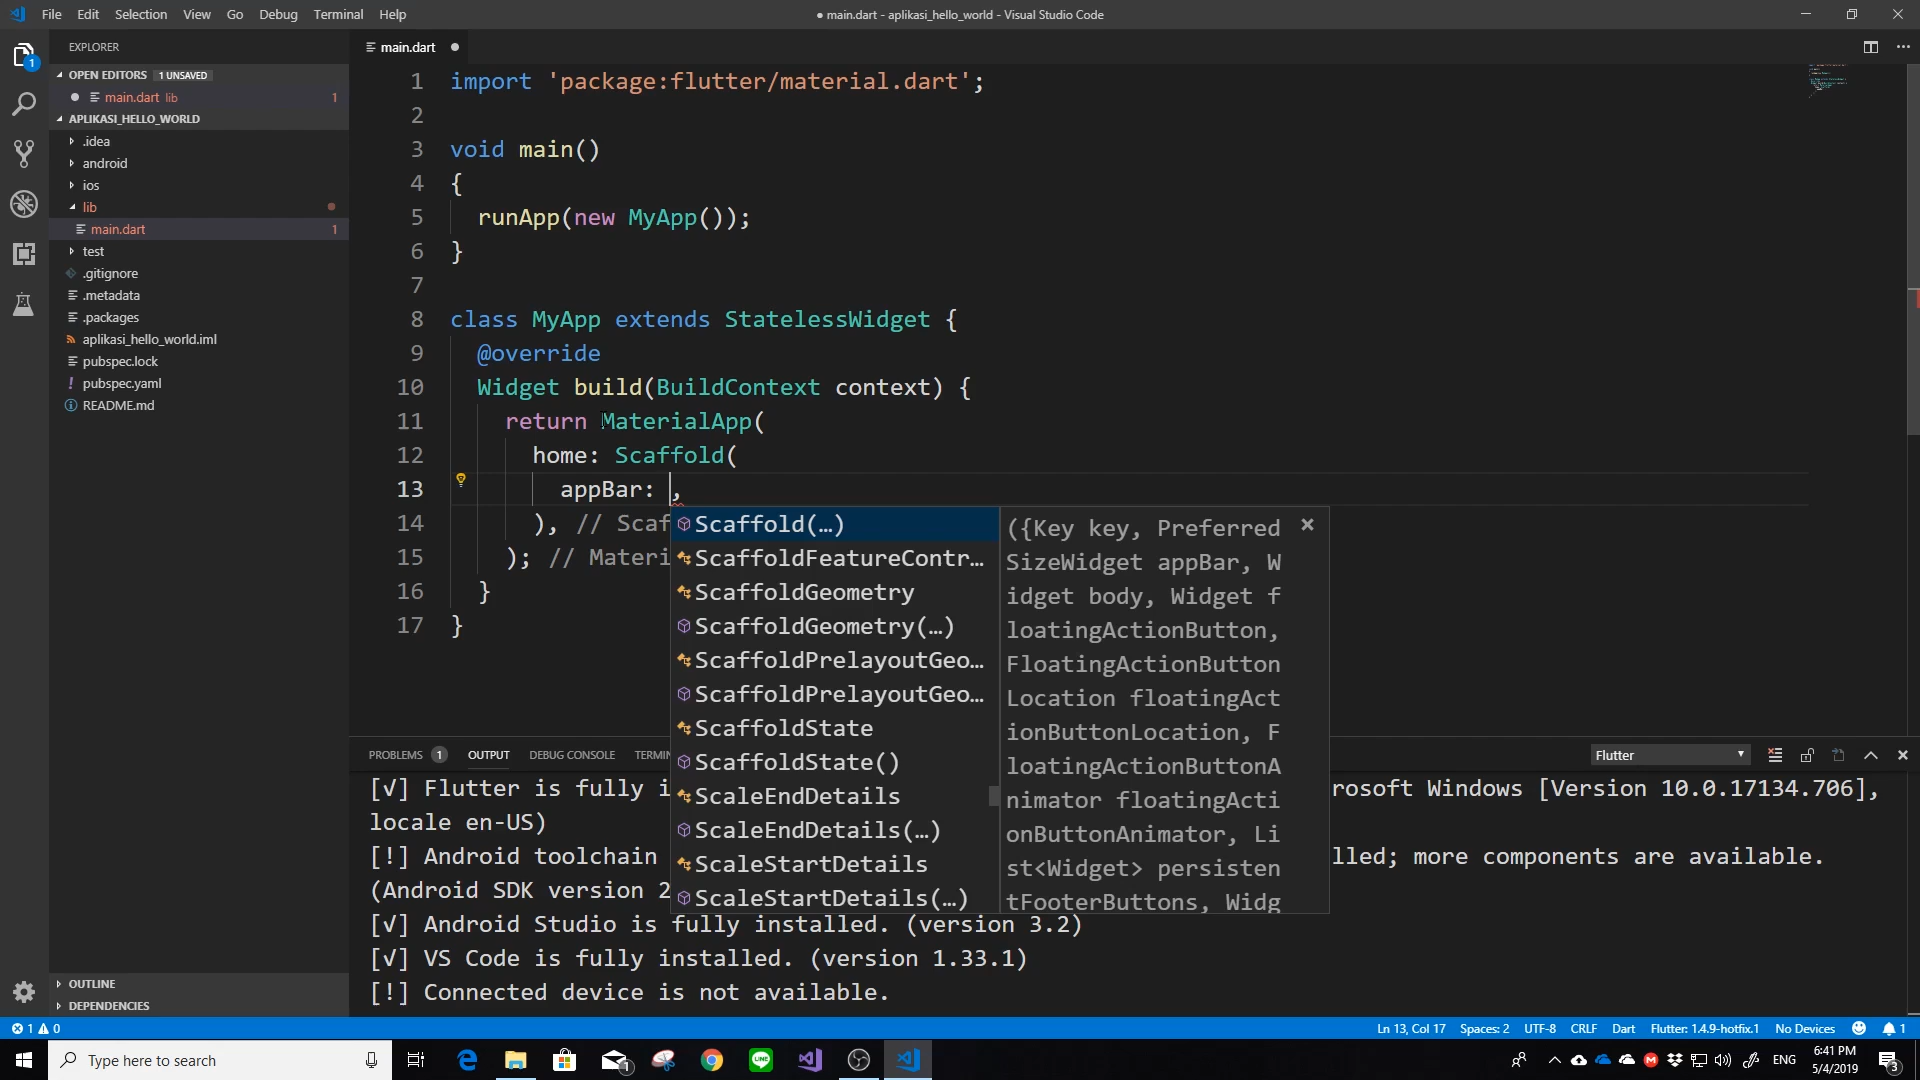 File Edit Selection View Go Debug Terminal Help
● main.dart - aplikasi_hello_world - Visual Studio Code
EXPLORER
OPEN EDITORS 1 UNSAVED
main.dart lib 1
APLIKASI_HELLO_WORLD
.idea
android
ios
lib
main.dart 1
test
.gitignore
.metadata
.packages
aplikasi_hello_world.iml
pubspec.lock
! pubspec.yaml
README.md
OUTLINE
DEPENDENCIES
main.dart
1 import 'package:flutter/material.dart';
2
3 void main()
4 {
5 runApp(new MyApp());
6 }
7
8 class MyApp extends StatelessWidget {
9 @override
10 Widget build(BuildContext context) {
11 return MaterialApp(
12 home: Scaffold(
13 appBar: ,
14 ), // Scaf
15 ); // Materi
16 }
17 }
Scaffold(…)
ScaffoldFeatureContr…
ScaffoldGeometry
ScaffoldGeometry(…)
ScaffoldPrelayoutGeo…
ScaffoldPrelayoutGeo…
ScaffoldState
ScaffoldState()
ScaleEndDetails
ScaleEndDetails(…)
ScaleStartDetails
ScaleStartDetails(…)
({Key key, Preferred
SizeWidget appBar, W
idget body, Widget f
loatingActionButton,
FloatingActionButton
Location floatingAct
ionButtonLocation, F
loatingActionButtonA
nimator floatingActi
onButtonAnimator, Li
st<Widget> persisten
tFooterButtons, Widg
PROBLEMS 1 OUTPUT DEBUG CONSOLE TERMIN
Flutter
[√] Flutter is fully i rosoft Windows [Version 10.0.17134.706],
locale en-US)
[!] Android toolchain lled; more components are available.
(Android SDK version 2
[√] Android Studio is fully installed. (version 3.2)
[√] VS Code is fully installed. (version 1.33.1)
[!] Connected device is not available.
1 0
Ln 13, Col 17 Spaces: 2 UTF-8 CRLF Dart Flutter: 1.4.9-hotfix.1 No Devices 1
Type here to search
1
LINE
ENG
6:41 PM
5/4/2019
3